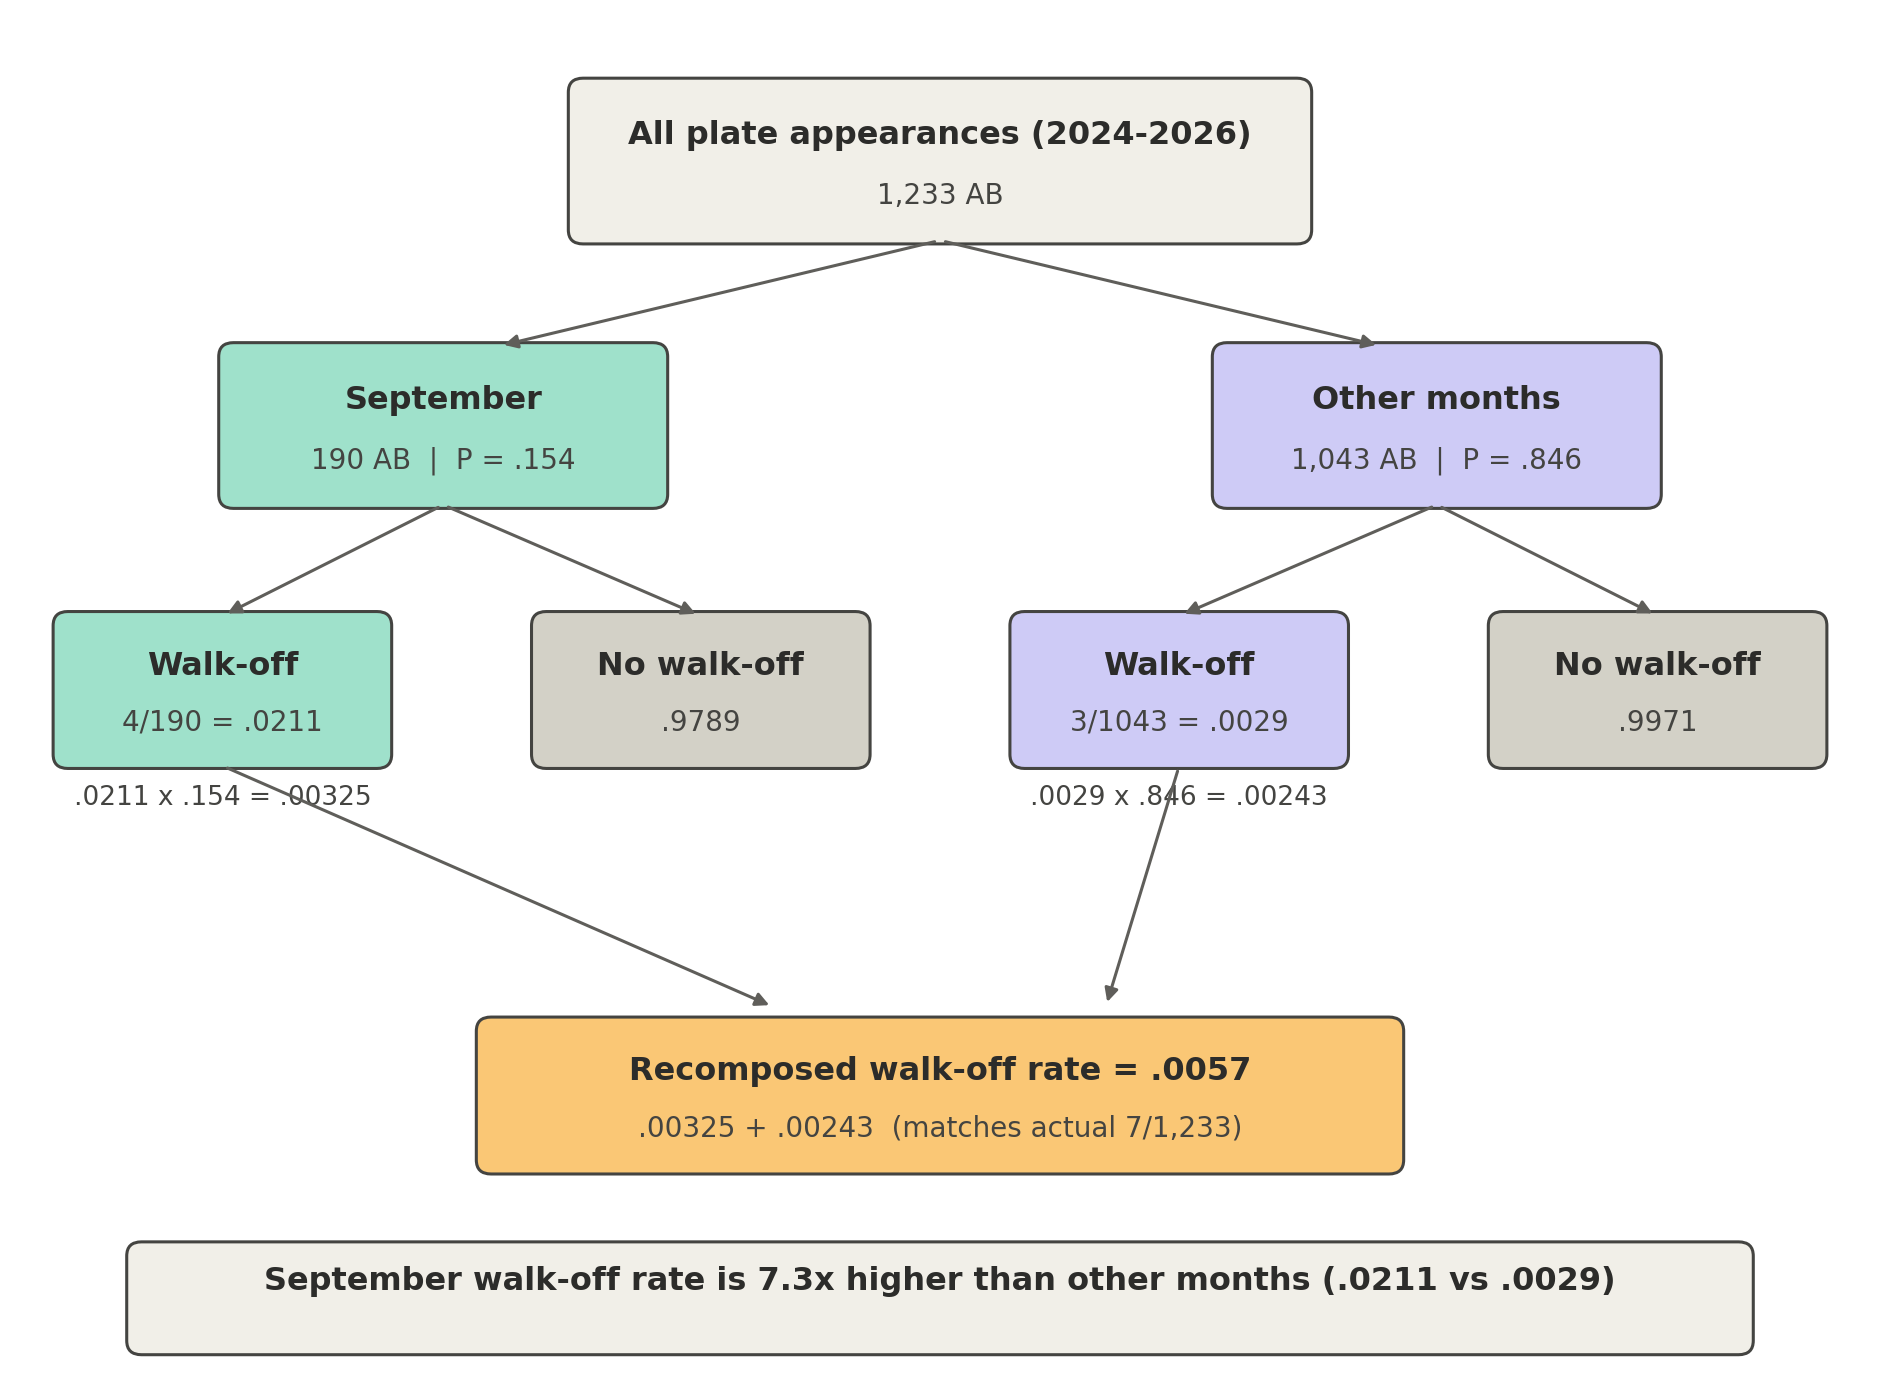 All plate appearances (2024-2026)
1,233 AB
September
190 AB | P = .154
Other months
1,043 AB | P = .846
Walk-off
4/190 = .0211
No walk-off
.9789
Walk-off
3/1043 = .0029
No walk-off
.9971
.0211 x .154 = .00325
.0029 x .846 = .00243
Recomposed walk-off rate = .0057
.00325 + .00243 (matches actual 7/1,233)
September walk-off rate is 7.3x higher than other months (.0211 vs .0029)